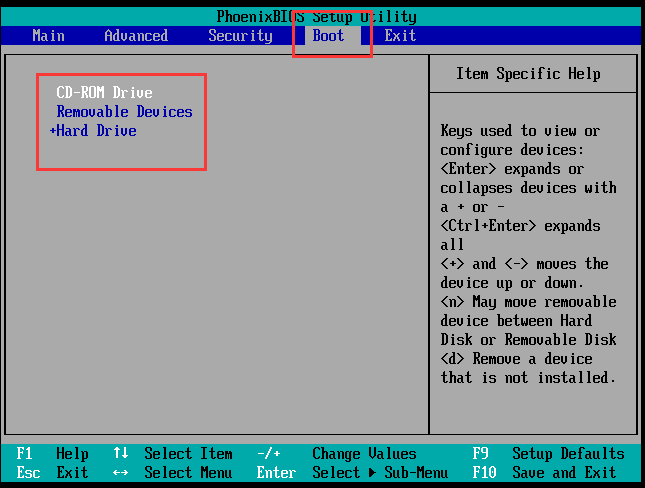 PhoenixBIOS Setup Utility
Main Advanced Security Boot Exit
CD-ROM Drive
Removable Devices
+Hard Drive
Item Specific Help
Keys used to view or
configure devices:
<Enter> expands or
collapses devices with
a + or -
<Ctrl+Enter> expands
all
<+> and <-> moves the
device up or down.
<n> May move removable
device between Hard
Disk or Removable Disk
<d> Remove a device
that is not installed.
F1 Help ↑↓ Select Item -/+ Change Values F9 Setup Defaults
Esc Exit ↔ Select Menu Enter Select ▶ Sub-Menu F10 Save and Exit